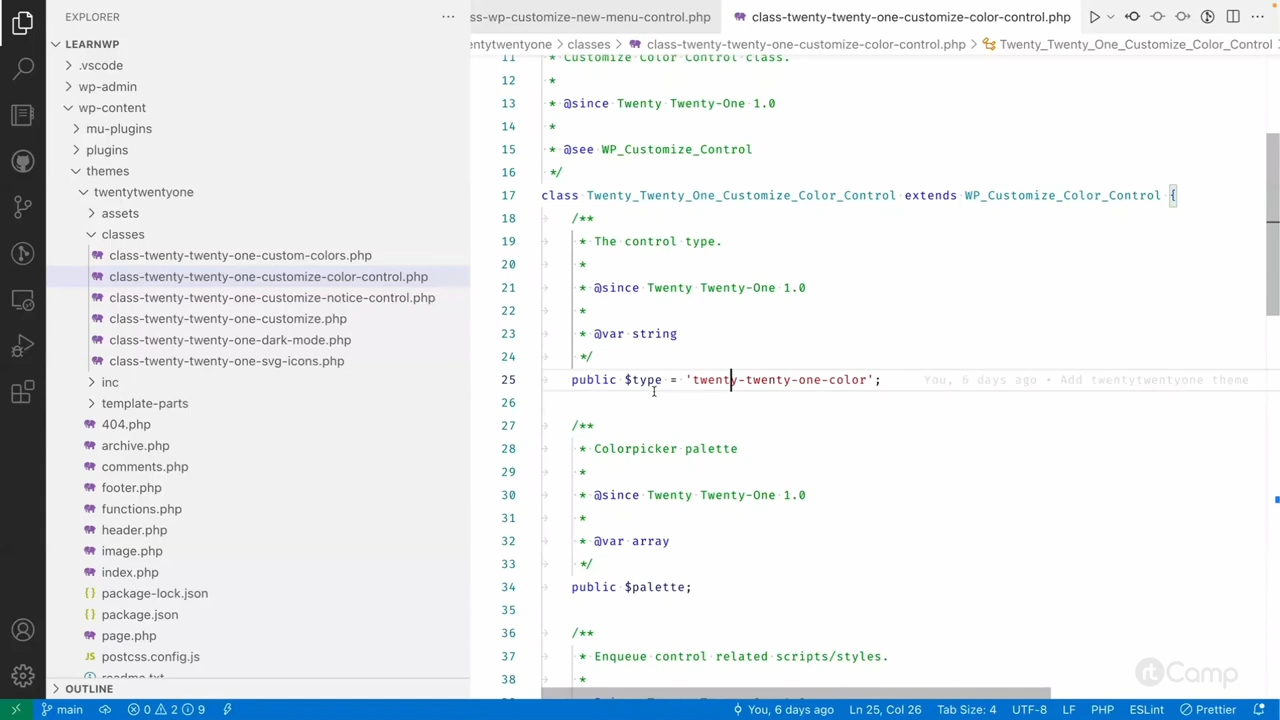 EXPLORER
LEARNWP
.vscode
wp-admin
wp-content
mu-plugins
plugins
themes
twentytwentyone
assets
classes
class-twenty-twenty-one-custom-colors.php
class-twenty-twenty-one-customize-color-control.php
class-twenty-twenty-one-customize-notice-control.php
class-twenty-twenty-one-customize.php
class-twenty-twenty-one-dark-mode.php
class-twenty-twenty-one-svg-icons.php
inc
template-parts
404.php
archive.php
comments.php
footer.php
functions.php
header.php
image.php
index.php
{} package-lock.json
{} package.json
page.php
JS postcss.config.js
readme.txt
OUTLINE
ss-wp-customize-new-menu-control.php class-twenty-twenty-one-customize-color-control.php
entytwentyone > classes > class-twenty-twenty-one-customize-color-control.php > Twenty_Twenty_One_Customize_Color_Control
11 * Customize Color Control class.
12 *
13 * @since Twenty Twenty-One 1.0
14 *
15 * @see WP_Customize_Control
16 */
17 class Twenty_Twenty_One_Customize_Color_Control extends WP_Customize_Color_Control {
18 /**
19 * The control type.
20 *
21 * @since Twenty Twenty-One 1.0
22 *
23 * @var string
24 */
25 public $type = 'twenty-twenty-one-color'; You, 6 days ago • Add twentytwentyone theme
26
27 /**
28 * Colorpicker palette
29 *
30 * @since Twenty Twenty-One 1.0
31 *
32 * @var array
33 */
34 public $palette;
35
36 /**
37 * Enqueue control related scripts/styles.
38 *
rtCamp
main 0 2 9 You, 6 days ago Ln 25, Col 26 Tab Size: 4 UTF-8 LF PHP ESLint Prettier